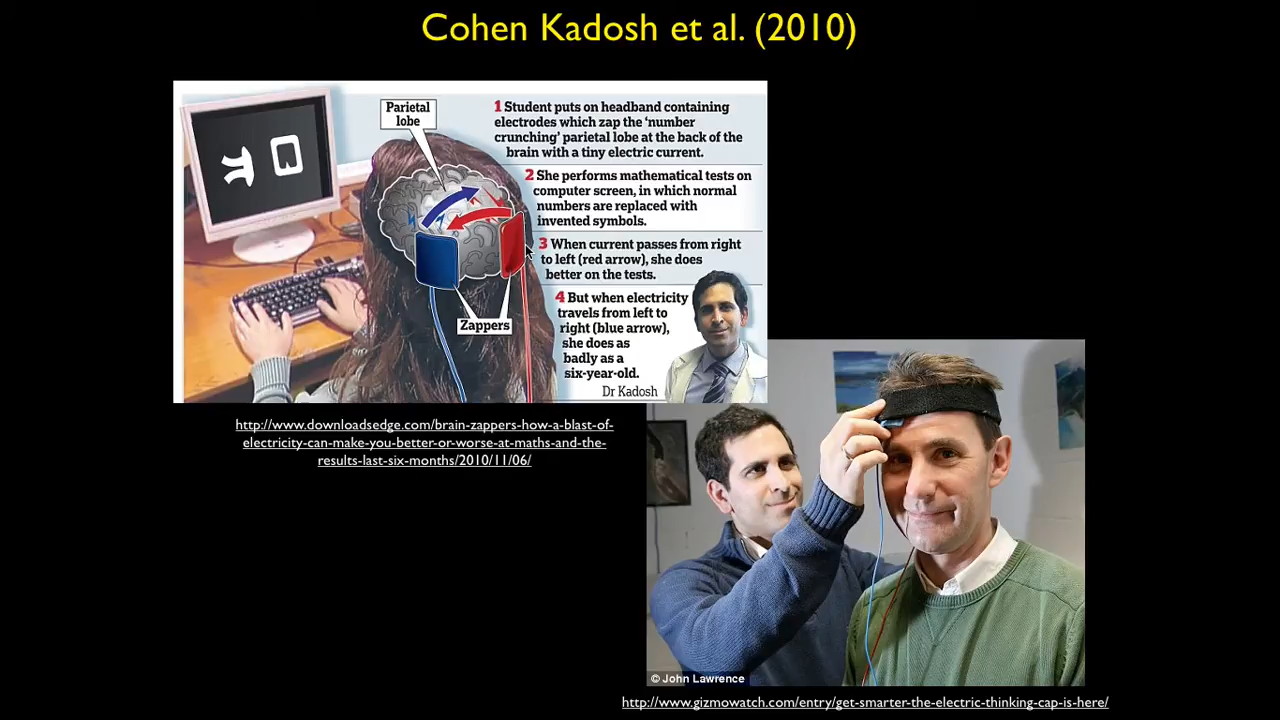 Cohen Kadosh et al. (2010)
Parietal
lobe
1 Student puts on headband containing
electrodes which zap the 'number
crunching' parietal lobe at the back of the
brain with a tiny electric current.
2 She performs mathematical tests on
computer screen, in which normal
numbers are replaced with
invented symbols.
3 When current passes from right
to left (red arrow), she does
better on the tests.
4 But when electricity
travels from left to
right (blue arrow),
she does as
badly as a
six-year-old.
Zappers
Dr Kadosh
http://www.downloadsedge.com/brain-zappers-how-a-blast-of-
electricity-can-make-you-better-or-worse-at-maths-and-the-
results-last-six-months/2010/11/06/
© John Lawrence
http://www.gizmowatch.com/entry/get-smarter-the-electric-thinking-cap-is-here/